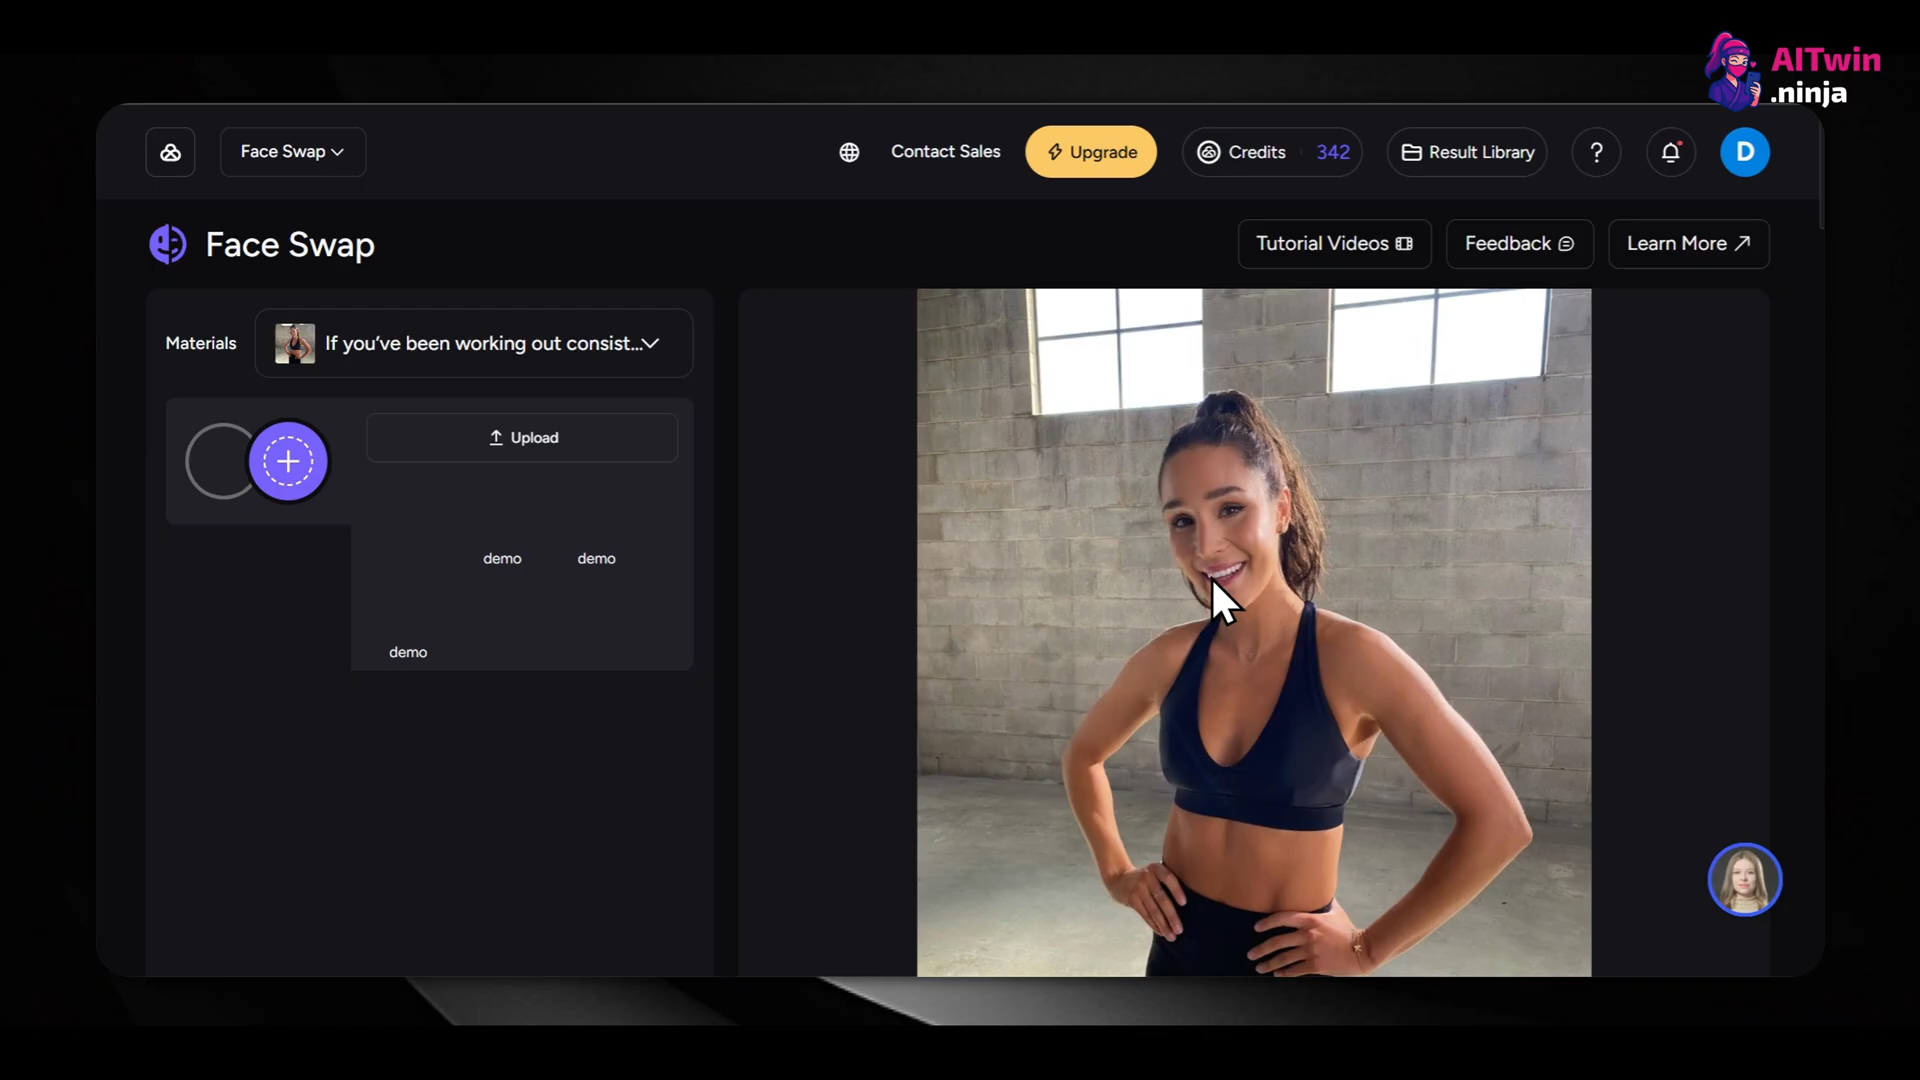 AITwin
.ninja
Face Swap
Contact Sales
Upgrade
Credits 342
Result Library
?
D
Face Swap
Tutorial Videos
Feedback
Learn More
Materials
If you’ve been working out consist...
Upload
demo demo
demo